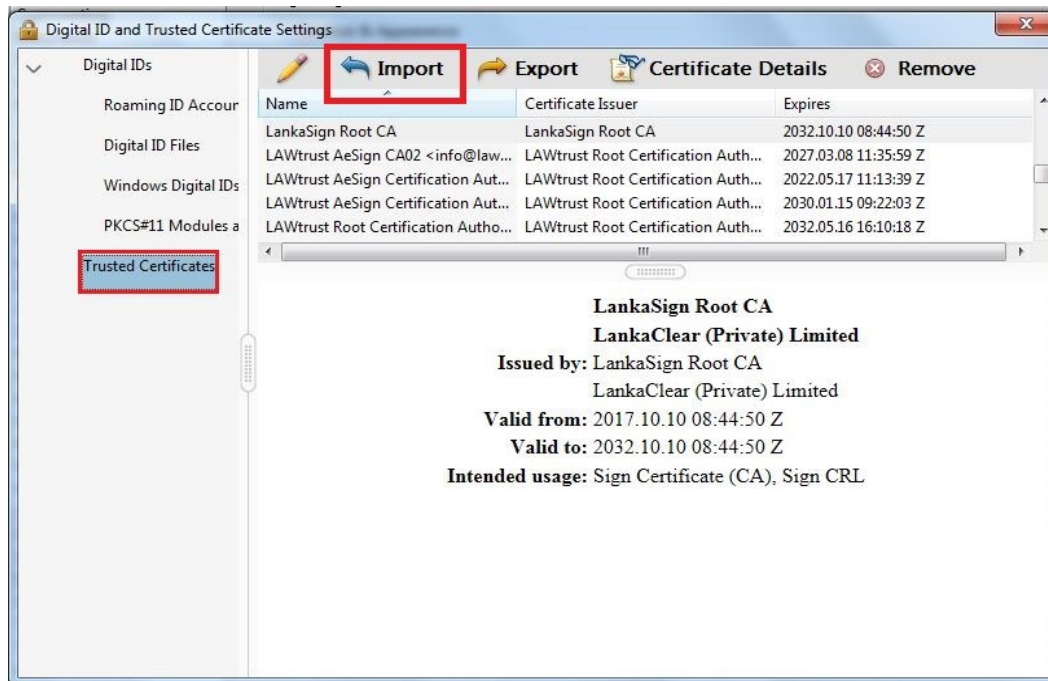 Digital ID and Trusted Certificate Settings
Digital IDs
Roaming ID Accour
Digital ID Files
Windows Digital IDs
PKCS#11 Modules a
Trusted Certificates
Import Export Certificate Details Remove
Name Certificate Issuer Expires
LankaSign Root CA LankaSign Root CA 2032.10.10 08:44:50 Z
LAWtrust AeSign CA02 <info@law... LAWtrust Root Certification Auth... 2027.03.08 11:35:59 Z
LAWtrust AeSign Certification Aut... LAWtrust Root Certification Auth... 2022.05.17 11:13:39 Z
LAWtrust AeSign Certification Aut... LAWtrust Root Certification Auth... 2030.01.15 09:22:03 Z
LAWtrust Root Certification Autho... LAWtrust Root Certification Auth... 2032.05.16 16:10:18 Z
LankaSign Root CA
LankaClear (Private) Limited
Issued by: LankaSign Root CA
LankaClear (Private) Limited
Valid from: 2017.10.10 08:44:50 Z
Valid to: 2032.10.10 08:44:50 Z
Intended usage: Sign Certificate (CA), Sign CRL